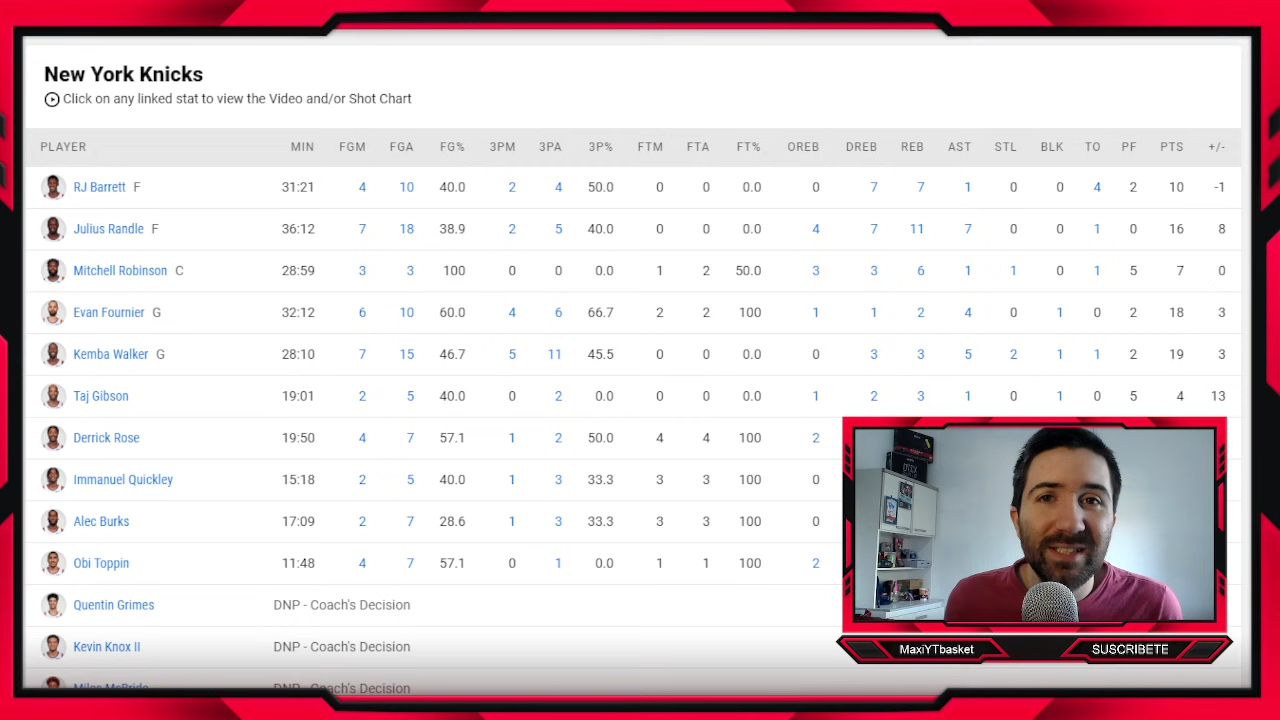 New York Knicks
Click on any linked stat to view the Video and/or Shot Chart
PLAYER MIN FGM FGA FG% 3PM 3PA 3P% FTM FTA FT% OREB DREB REB AST STL BLK TO PF PTS +/-
RJ Barrett F 31:21 4 10 40.0 2 4 50.0 0 0 0.0 0 7 7 1 0 0 4 2 10 -1
Julius Randle F 36:12 7 18 38.9 2 5 40.0 0 0 0.0 4 7 11 7 0 0 1 0 16 8
Mitchell Robinson C 28:59 3 3 100 0 0 0.0 1 2 50.0 3 3 6 1 1 0 1 5 7 0
Evan Fournier G 32:12 6 10 60.0 4 6 66.7 2 2 100 1 1 2 4 0 1 0 2 18 3
Kemba Walker G 28:10 7 15 46.7 5 11 45.5 0 0 0.0 0 3 3 5 2 1 1 2 19 3
Taj Gibson 19:01 2 5 40.0 0 2 0.0 0 0 0.0 1 2 3 1 0 1 0 5 4 13
Derrick Rose 19:50 4 7 57.1 1 2 50.0 4 4 100 2
Immanuel Quickley 15:18 2 5 40.0 1 3 33.3 3 3 100 0
Alec Burks 17:09 2 7 28.6 1 3 33.3 3 3 100 0
Obi Toppin 11:48 4 7 57.1 0 1 0.0 1 1 100 2
Quentin Grimes DNP - Coach's Decision
Kevin Knox II DNP - Coach's Decision
Miles McBride DNP - Coach's Decision
MaxiYTbasket SUSCRIBETE